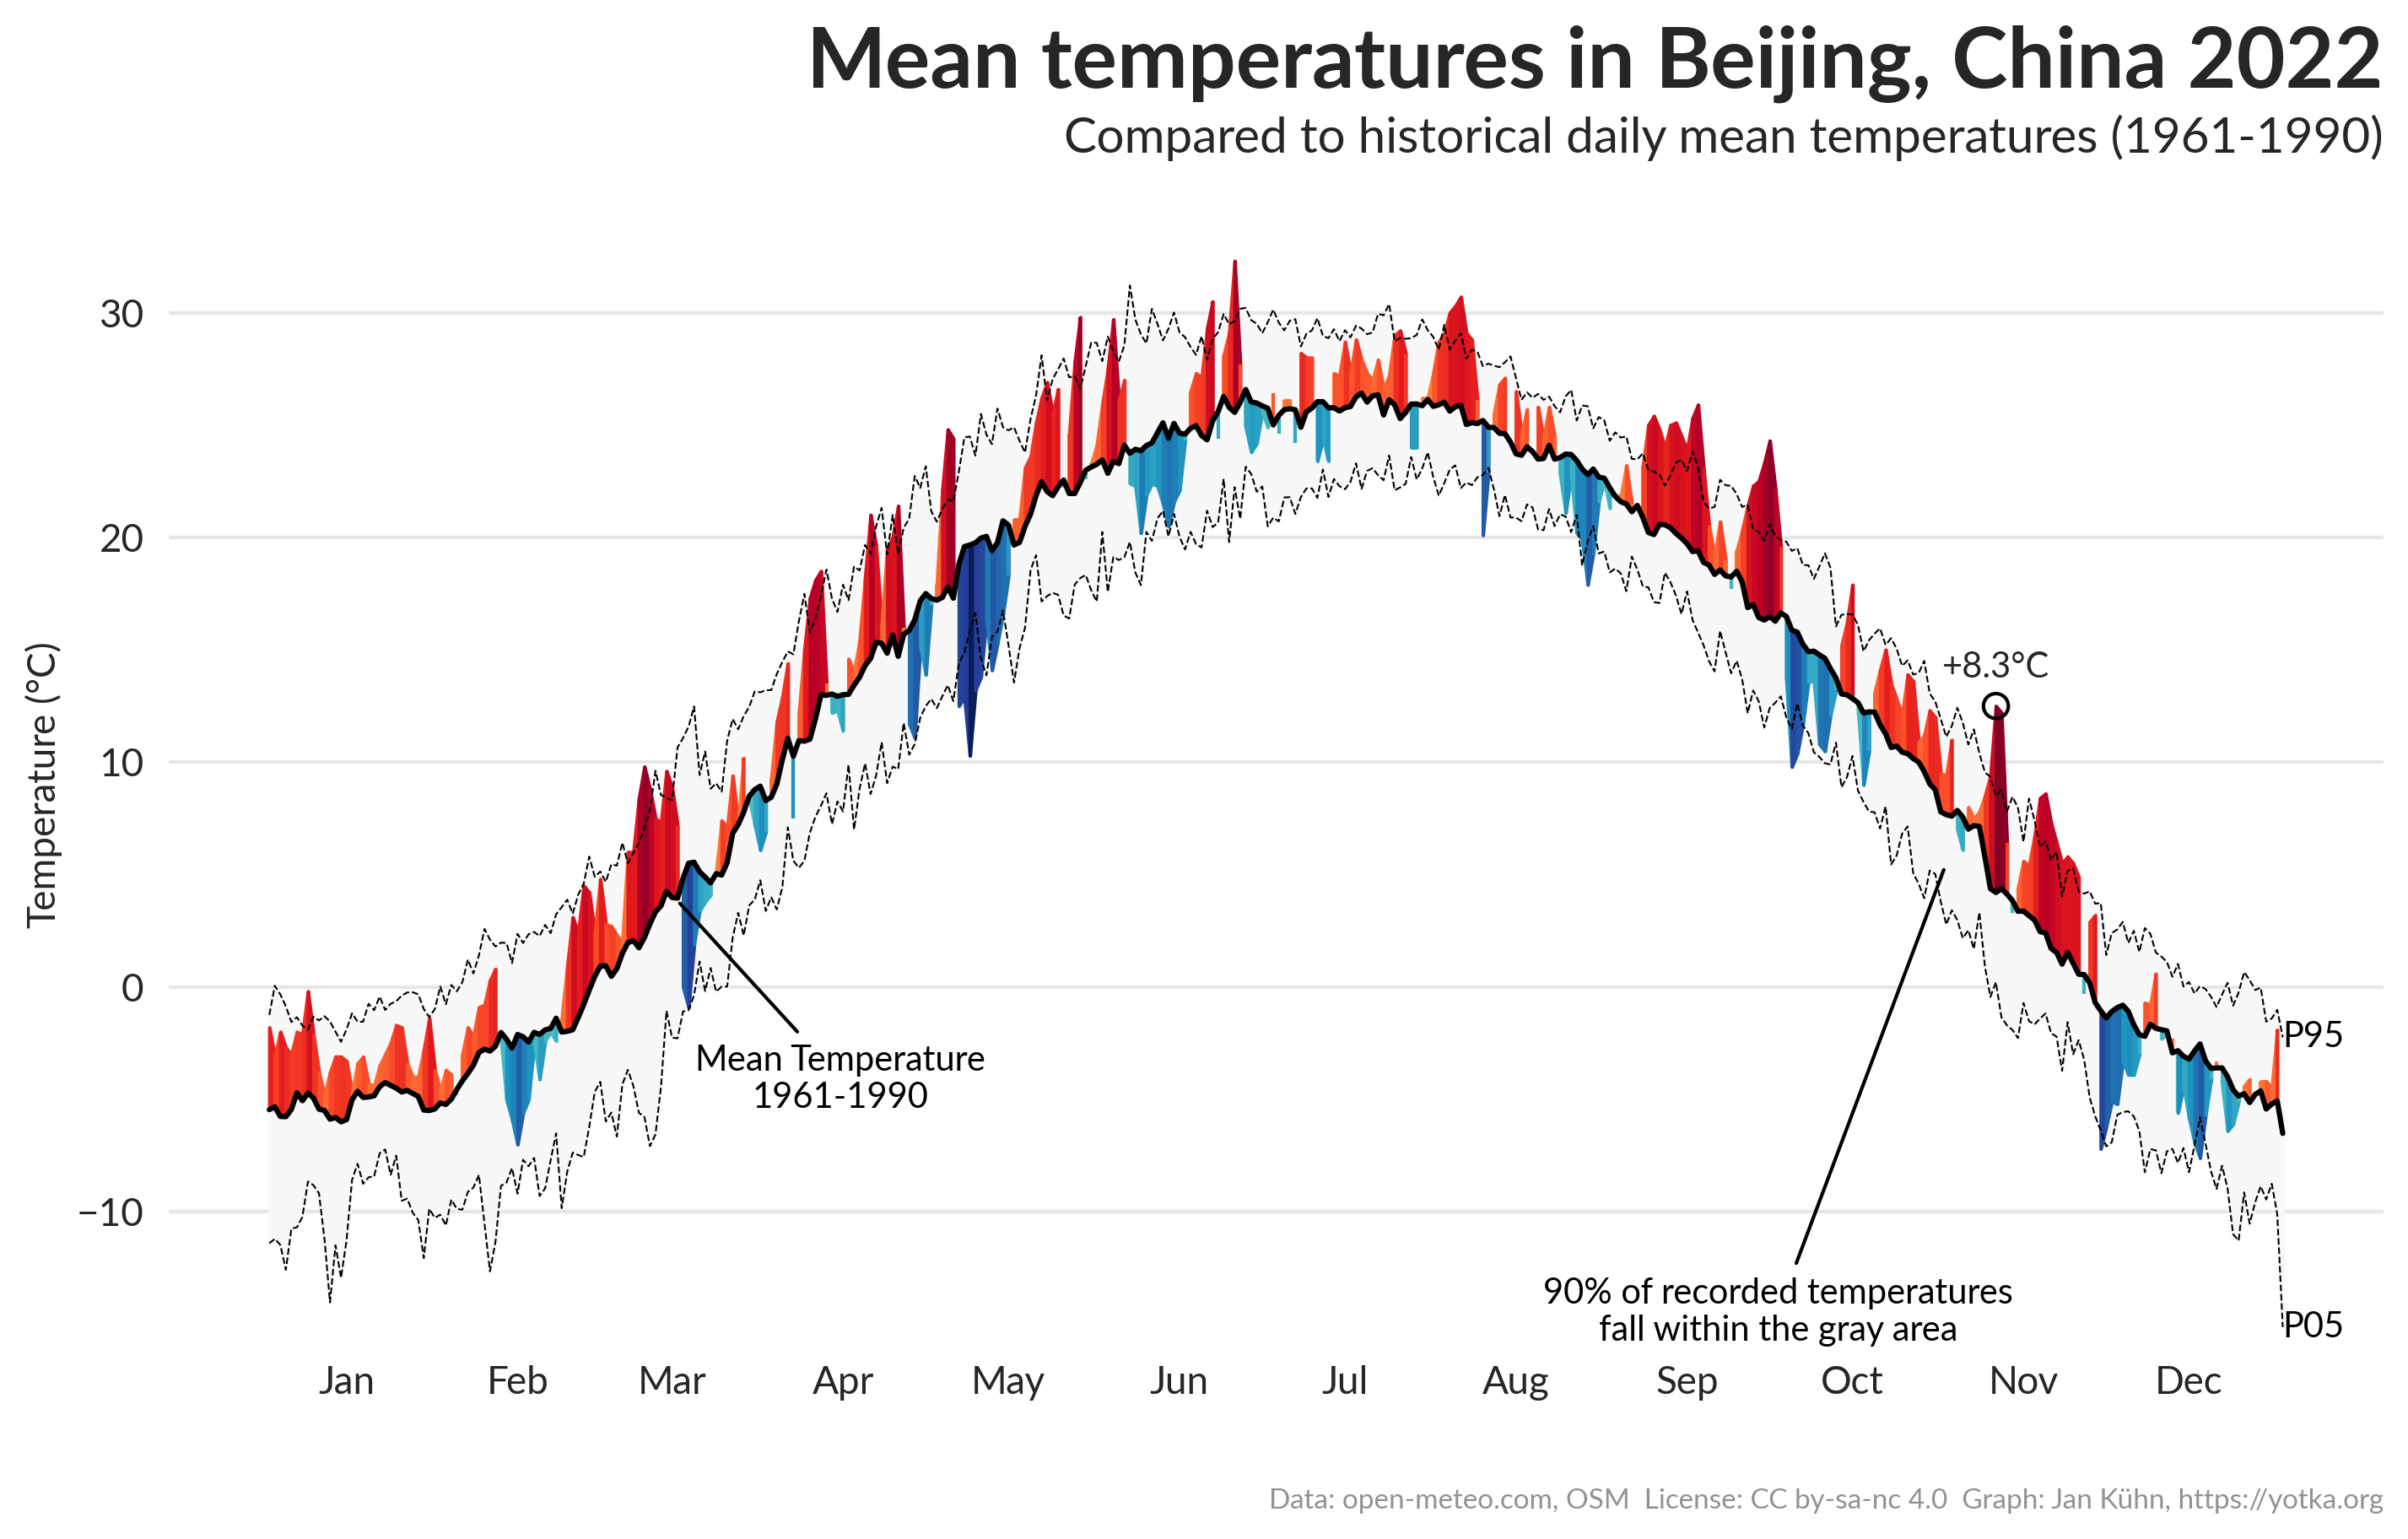 Mean temperatures in Beijing, China 2022
Compared to historical daily mean temperatures (1961-1990)
Temperature (°C)
30
20
10
0
−10
+8.3°C
Mean Temperature
1961-1990
90% of recorded temperatures
fall within the gray area
P95
P05
Jan Feb Mar Apr May Jun Jul Aug Sep Oct Nov Dec
Data: open-meteo.com, OSM License: CC by-sa-nc 4.0 Graph: Jan Kühn, https://yotka.org